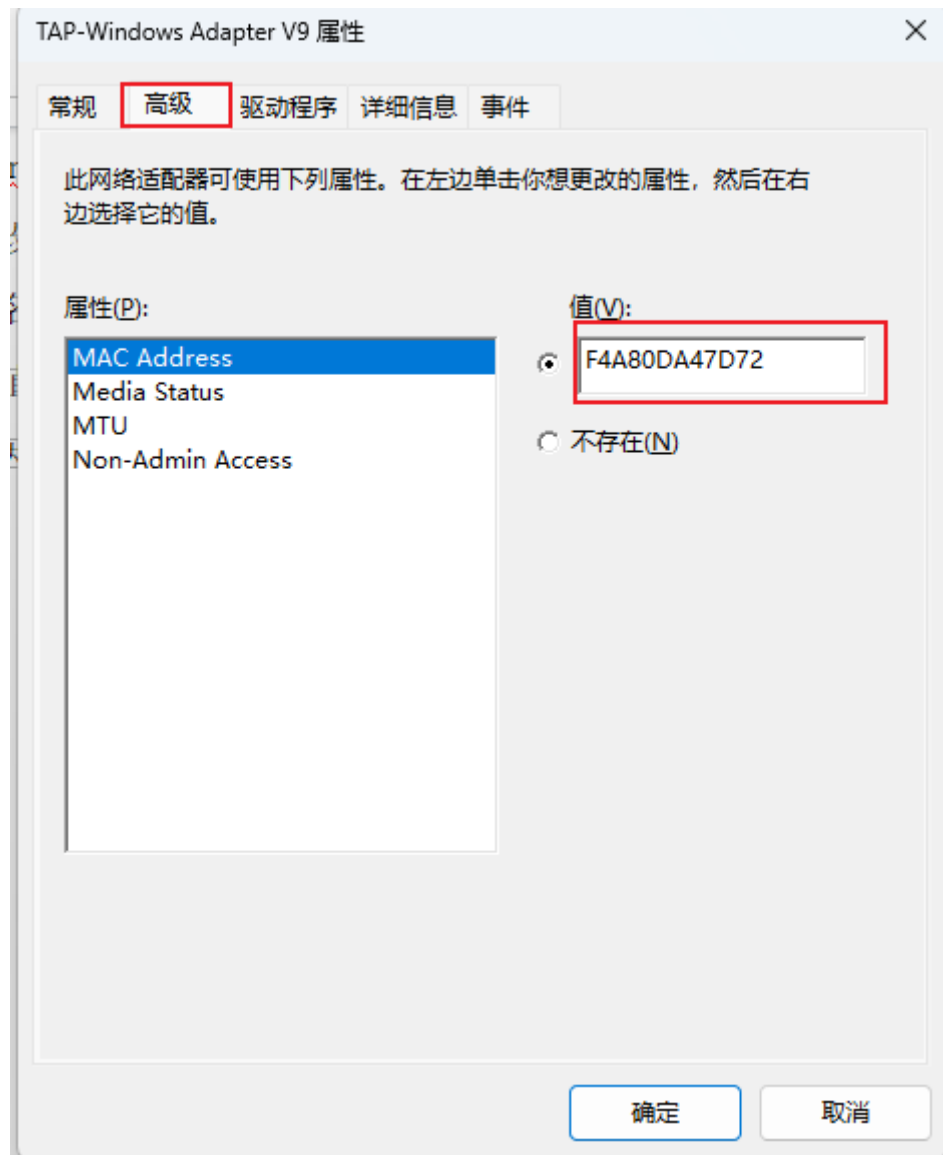 TAP-Windows Adapter V9 属性
常规 高级 驱动程序 详细信息 事件
此网络适配器可使用下列属性。在左边单击你想更改的属性，然后在右
边选择它的值。
属性(P):
值(V):
MAC Address
Media Status
MTU
Non-Admin Access
F4A80DA47D72
不存在(N)
确定 取消